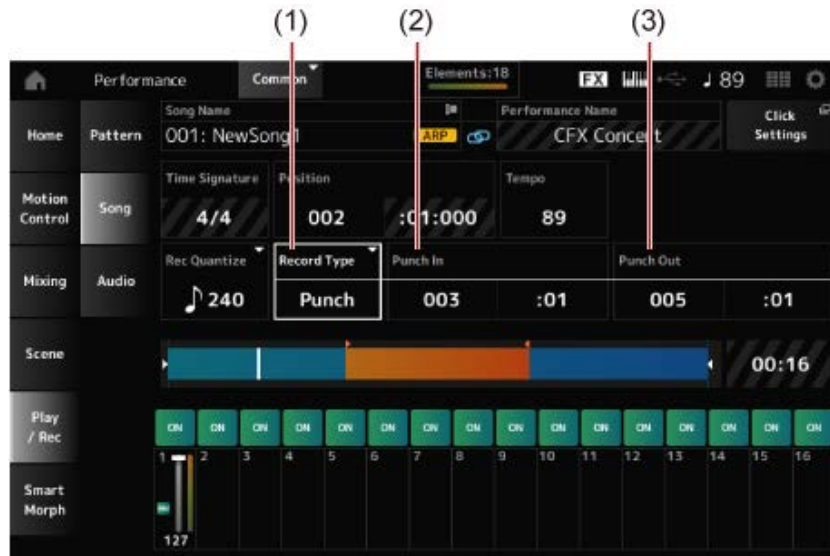 (1) (2) (3)
Performance Common Elements:18 FX 89
Song Name Performance Name
Home Pattern 001: NewSong1 ARP CFX Concert Click Settings
Time Signature Position Tempo
Motion Control Song 4/4 002 :01:000 89
Rec Quantize Record Type Punch In Punch Out
Mixing Audio 240 Punch 003 :01 005 :01
Scene 00:16
Play / Rec ON ON ON ON ON ON ON ON ON ON ON ON ON ON ON ON
1 2 3 4 5 6 7 8 9 10 11 12 13 14 15 16
Smart Morph
127